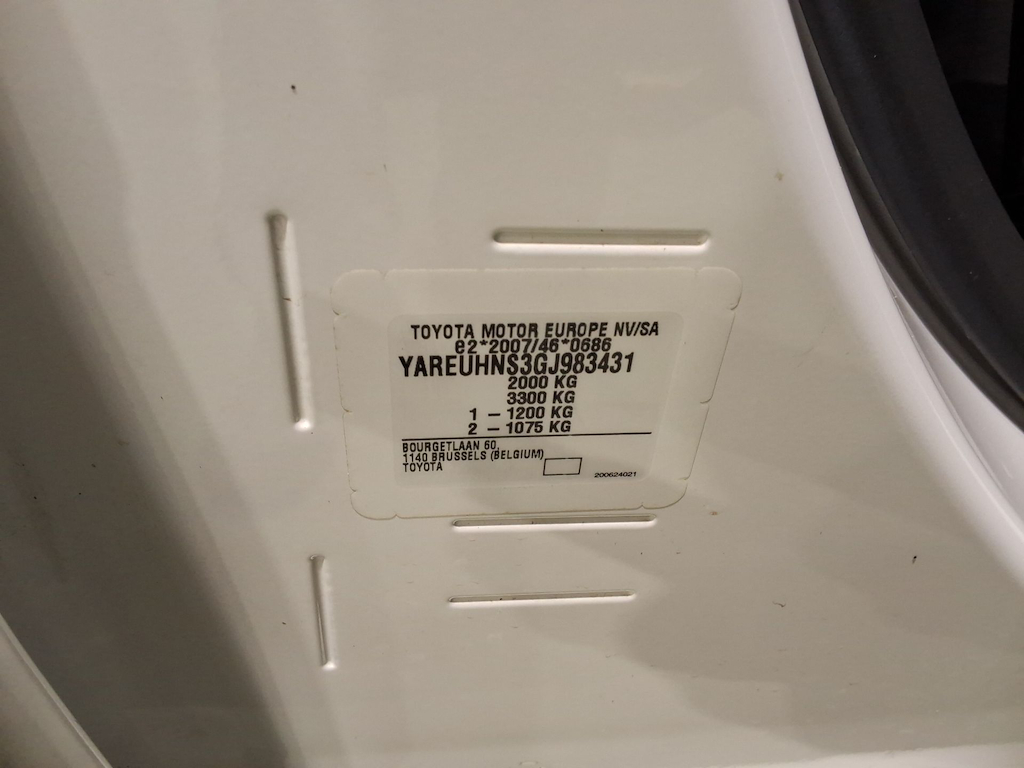 TOYOTA MOTOR EUROPE NV/SA
e2*2007/46*0686
YAREUHNS3GJ983431
2000 KG
3300 KG
1 - 1200 KG
2 - 1075 KG
BOURGETLAAN 60,
1140 BRUSSELS (BELGIUM)
TOYOTA
200624021